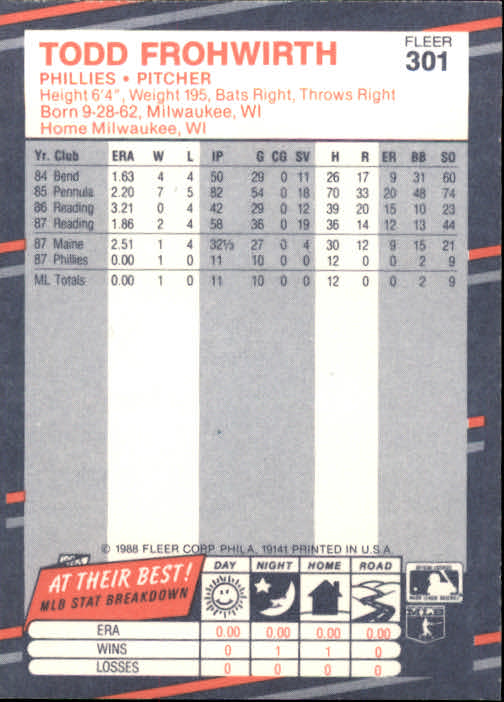 TODD FROHWIRTH
FLEER
301
PHILLIES • PITCHER
Height 6'4", Weight 195, Bats Right, Throws Right
Born 9-28-62, Milwaukee, WI
Home Milwaukee, WI
Yr. Club ERA W L IP G CG SV H R ER BB SO
84 Bend 1.63 4 4 50 29 0 11 26 17 9 31 60
85 Pennula 2.20 7 5 82 54 0 18 70 33 20 48 74
86 Reading 3.21 0 4 42 29 0 12 39 20 15 10 23
87 Reading 1.86 2 4 58 36 0 19 36 14 12 13 44
87 Maine 2.51 1 4 32⅓ 27 0 4 30 12 9 15 21
87 Phillies 0.00 1 0 11 10 0 0 12 0 0 2 9
ML Totals 0.00 1 0 11 10 0 0 12 0 0 2 9
© 1988 FLEER CORP. PHILA, 19141 PRINTED IN U.S.A.
AT THEIR BEST!
MLB STAT BREAKDOWN
DAY NIGHT HOME ROAD
ERA 0.00 0.00 0.00 0.00
WINS 0 1 1 0
LOSSES 0 0 0 0
MLB